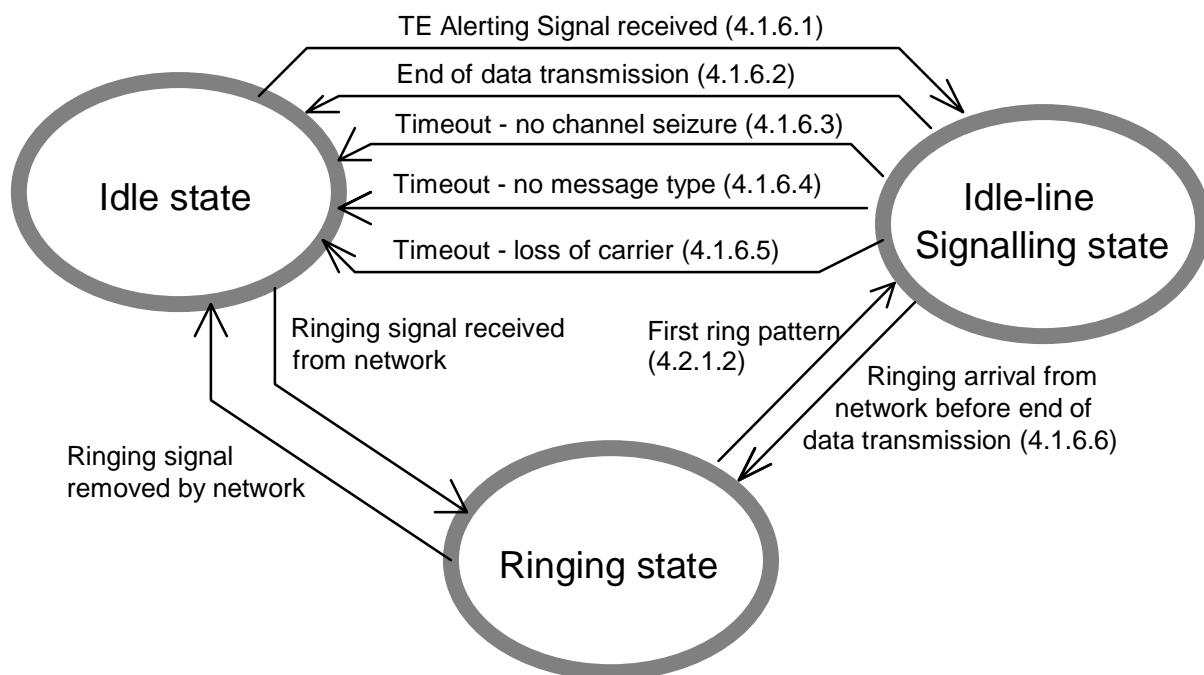 TE Alerting Signal received (4.1.6.1)
End of data transmission (4.1.6.2)
Timeout - no channel seizure (4.1.6.3)
Timeout - no message type (4.1.6.4)
Timeout - loss of carrier (4.1.6.5)
Idle state
Idle-line
Signalling state
Ringing signal received
from network
First ring pattern
(4.2.1.2)
Ringing arrival from
network before end of
data transmission (4.1.6.6)
Ringing signal
removed by network
Ringing state